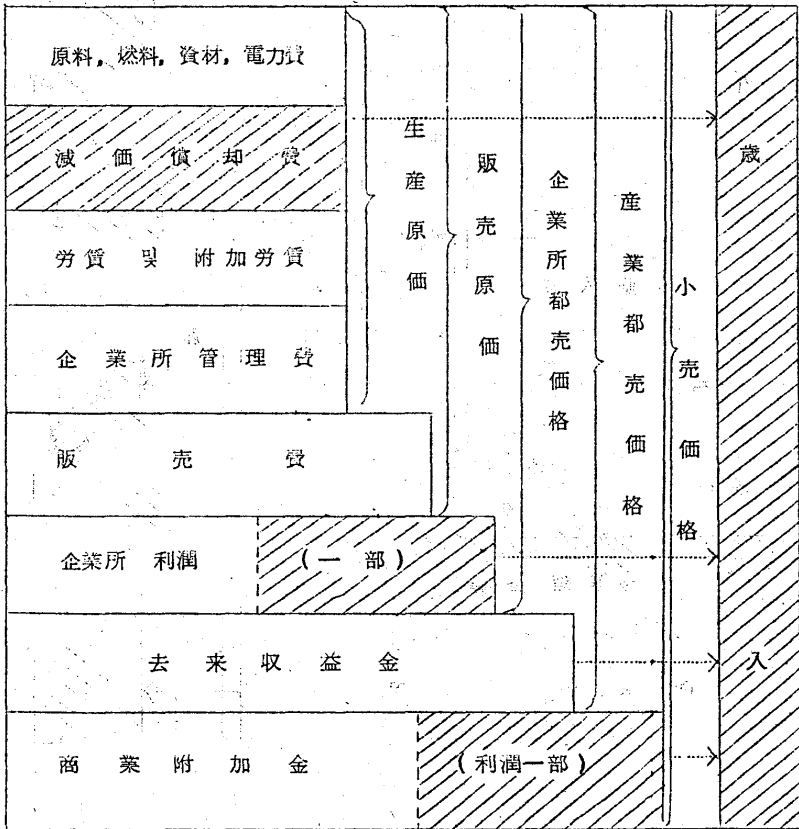 原料, 燃料, 資材, 電力費
減価償却費
労賃 및 附加労賃
企業所管理費
販売費
企業所 利潤
(一部)
去来収益金
商業附加金
(利潤一部)
生産原価
販売原価
企業所都売価格
産業都売価格
小売価格
歳入